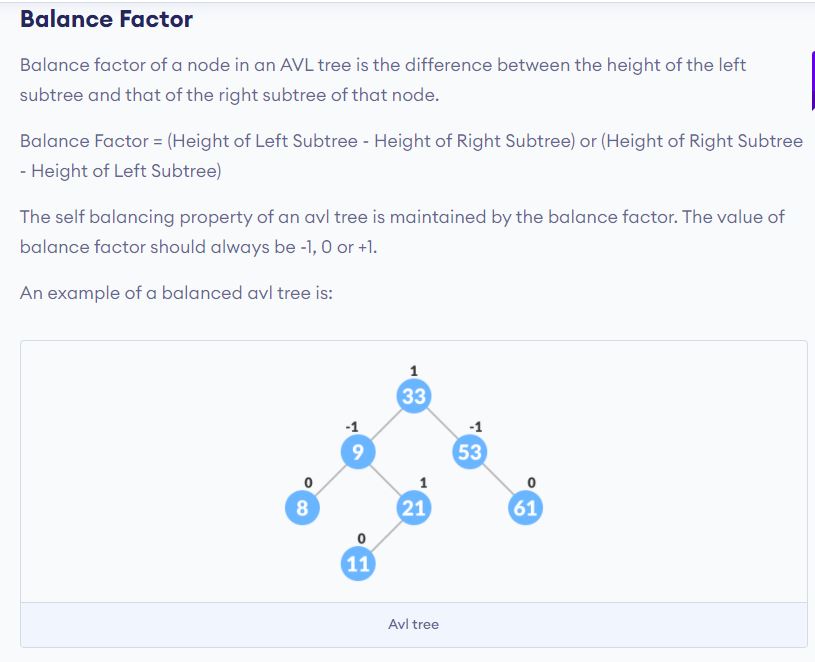 Balance Factor
Balance factor of a node in an AVL tree is the difference between the height of the left
subtree and that of the right subtree of that node.
Balance Factor = (Height of Left Subtree - Height of Right Subtree) or (Height of Right Subtree
- Height of Left Subtree)
The self balancing property of an avl tree is maintained by the balance factor. The value of
balance factor should always be -1, 0 or +1.
An example of a balanced avl tree is:
1
33
-1 -1
9 53
0 1 0
8 21 61
0
11
Avl tree